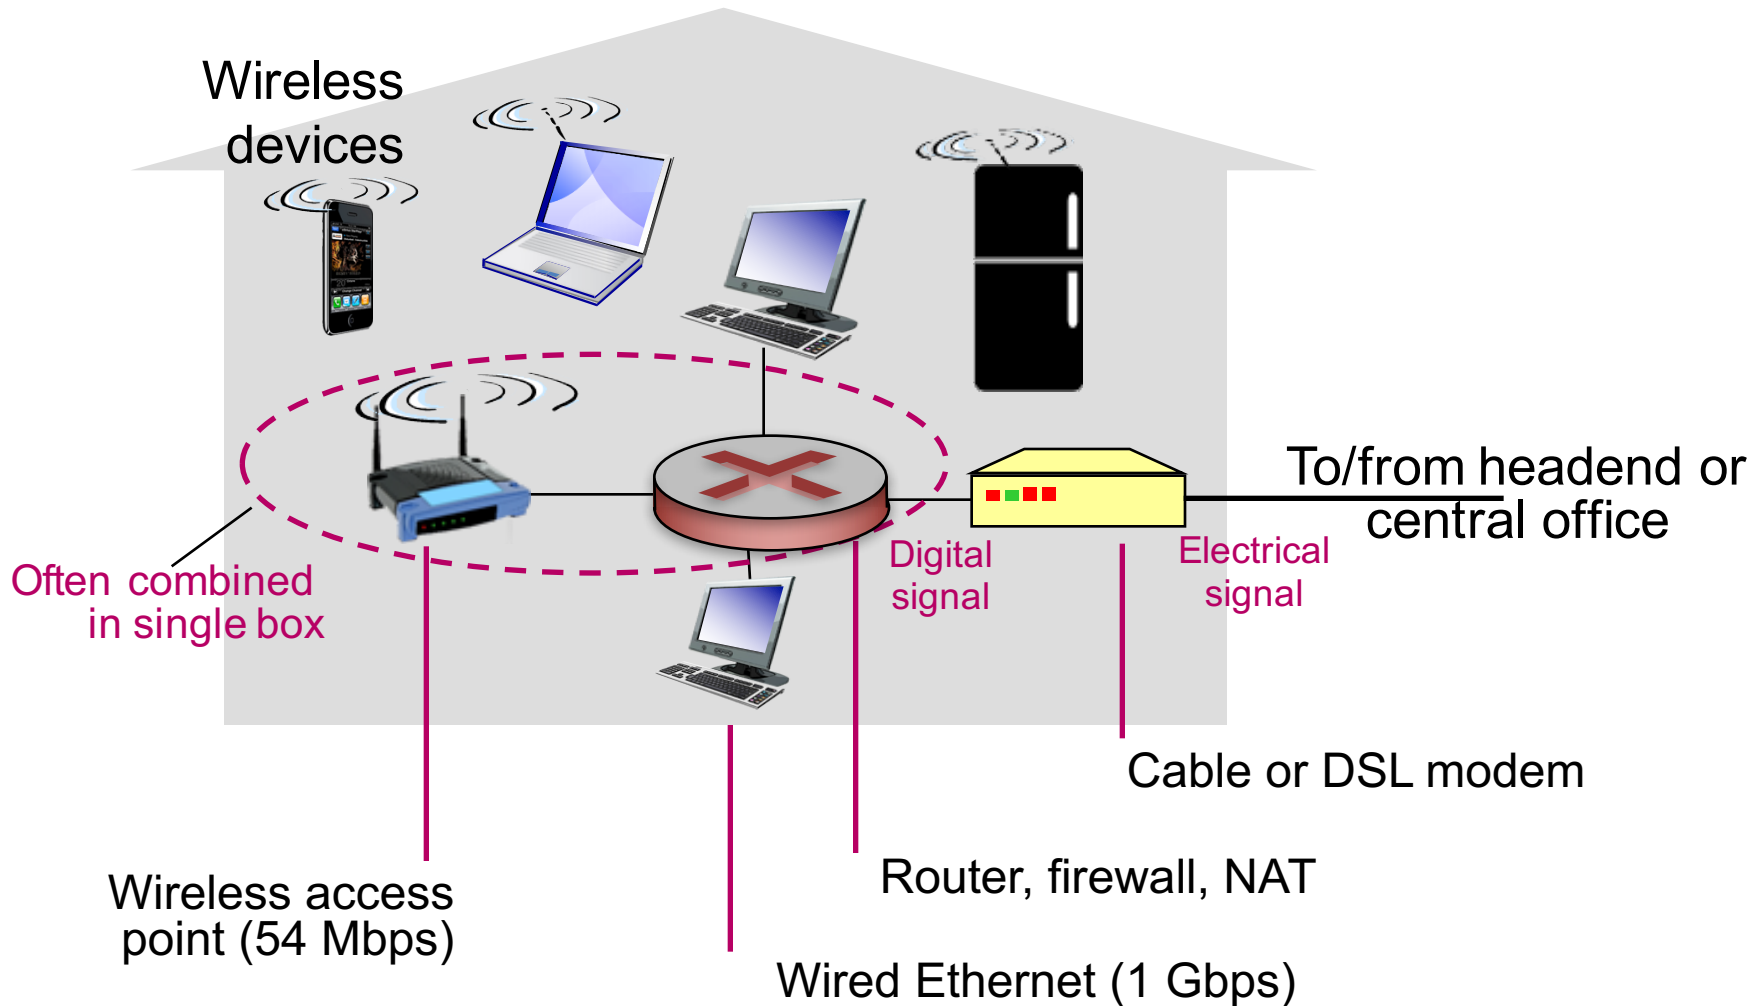 Wireless
devices
To/from headend or
central office
Digital
signal
Electrical
signal
Often combined
in single box
Cable or DSL modem
Router, firewall, NAT
Wireless access
point (54 Mbps)
Wired Ethernet (1 Gbps)